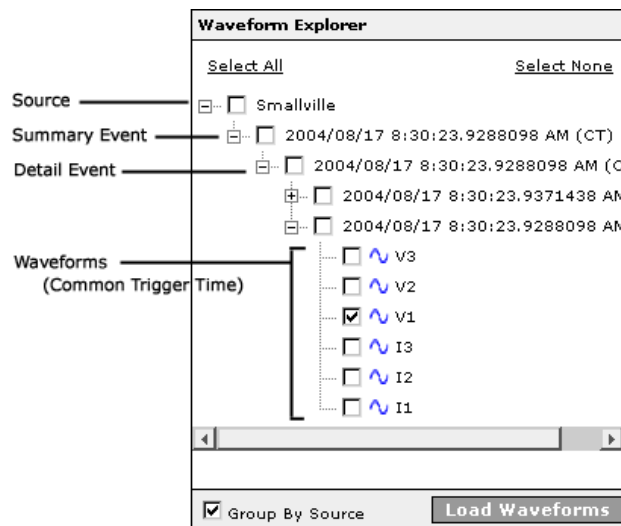 Waveform Explorer
Select All Select None
Source
Smallville
Summary Event
2004/08/17 8:30:23.9288098 AM (CT)
Detail Event
2004/08/17 8:30:23.9288098 AM (C
2004/08/17 8:30:23.9371438 AM
2004/08/17 8:30:23.9288098 AM
Waveforms
(Common Trigger Time)
V3
V2
V1
I3
I2
I1
Group By Source
Load Waveforms